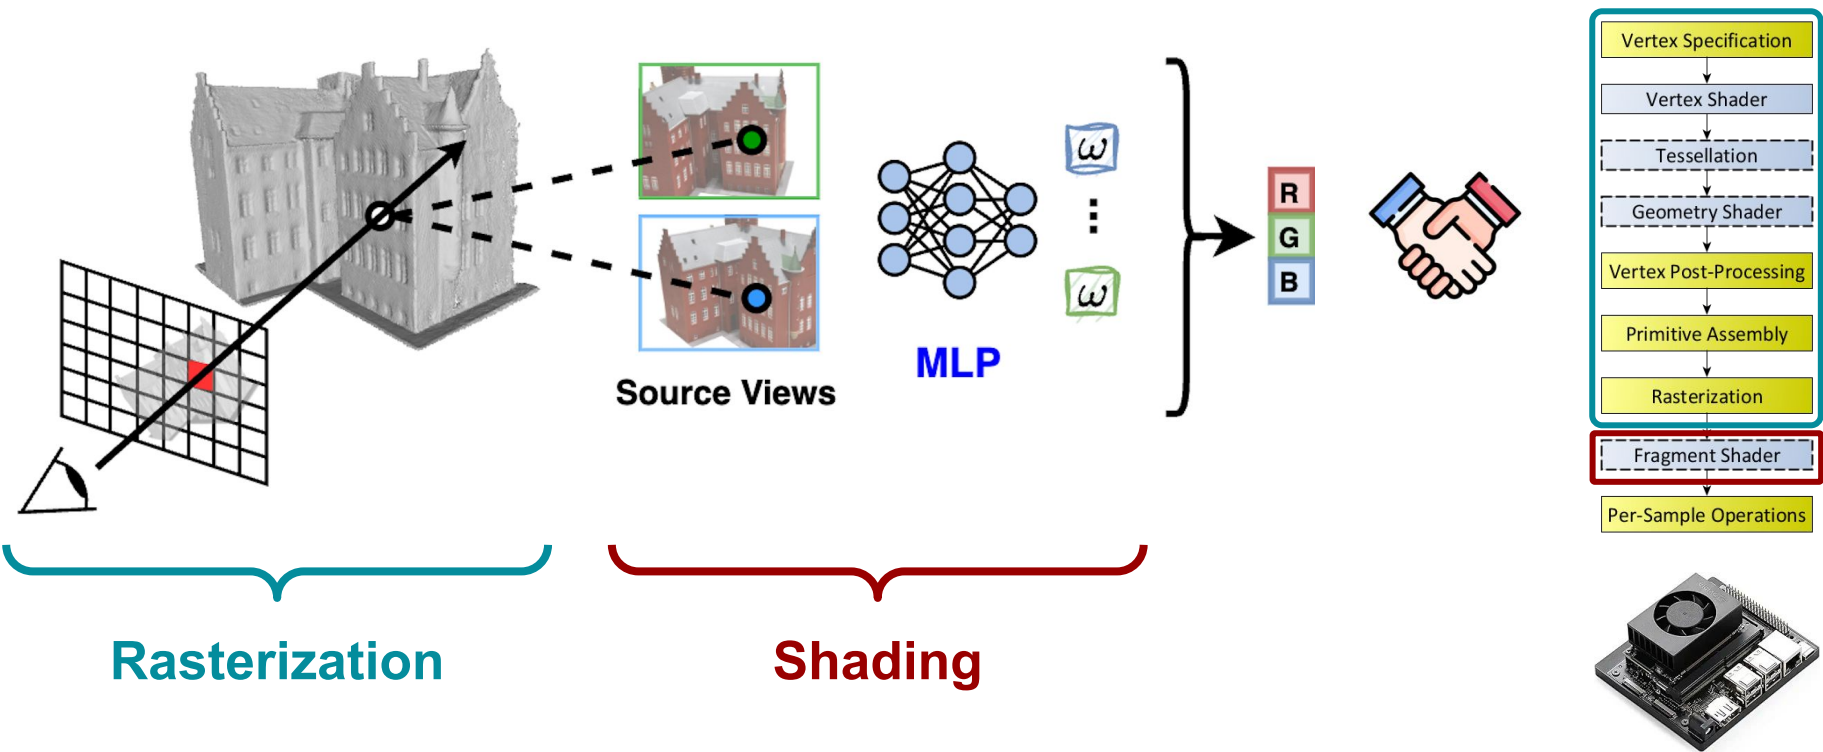 Source Views
MLP
ω
ω
R
G
B
Vertex Specification
Vertex Shader
Tessellation
Geometry Shader
Vertex Post-Processing
Primitive Assembly
Rasterization
Fragment Shader
Per-Sample Operations
Rasterization
Shading